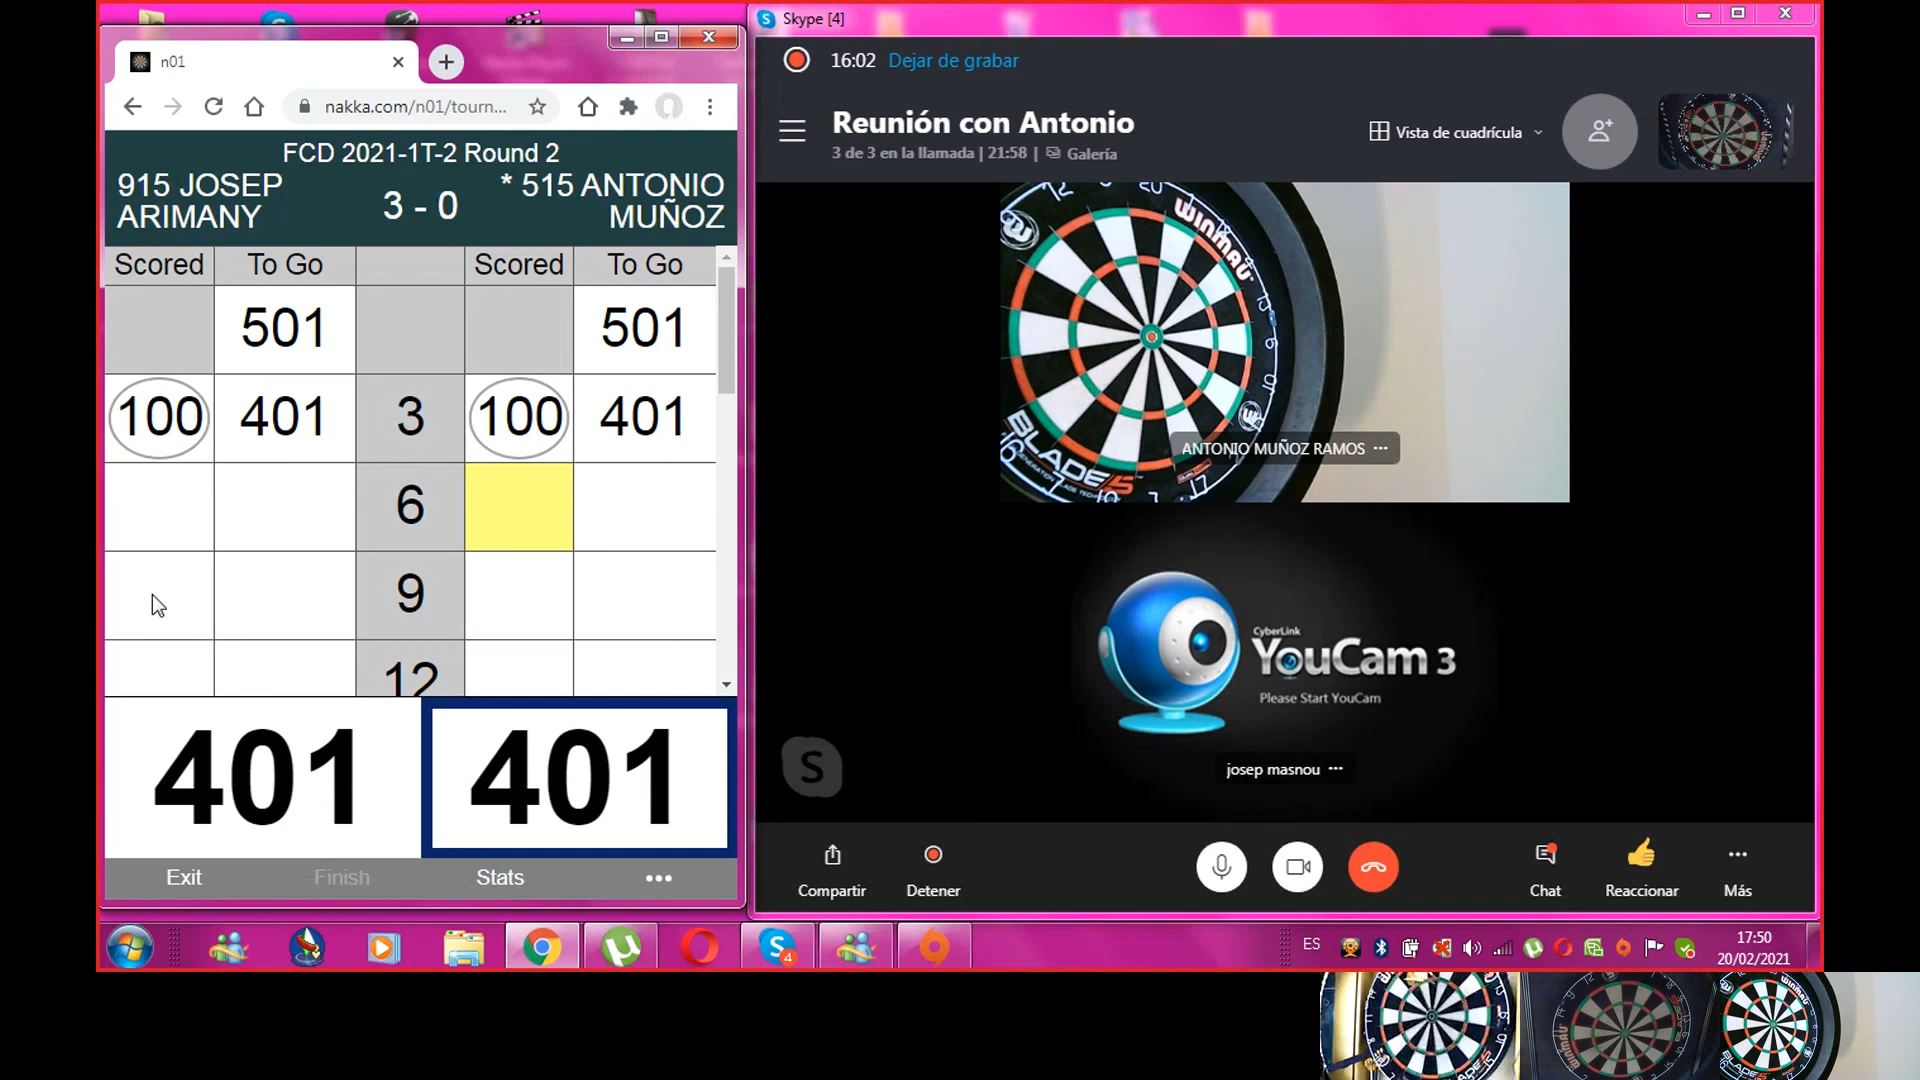 n01
nakka.com/n01/tourn...
FCD 2021-1T-2 Round 2
915 JOSEP ARIMANY
3 - 0
* 515 ANTONIO MUÑOZ
Scored To Go Scored To Go
501 501
100 401 3 100 401
6
9
12
401 401
Exit Finish Stats •••
Skype [4]
16:02 Dejar de grabar
Reunión con Antonio
3 de 3 en la llamada | 21:58 | Galería
Vista de cuadrícula
WINMAU
BLADE 5
ANTONIO MUÑOZ RAMOS •••
CyberLink
YouCam 3
Please Start YouCam
josep masnou •••
Compartir Detener Chat Reaccionar Más
4
ES
17:50
20/02/2021